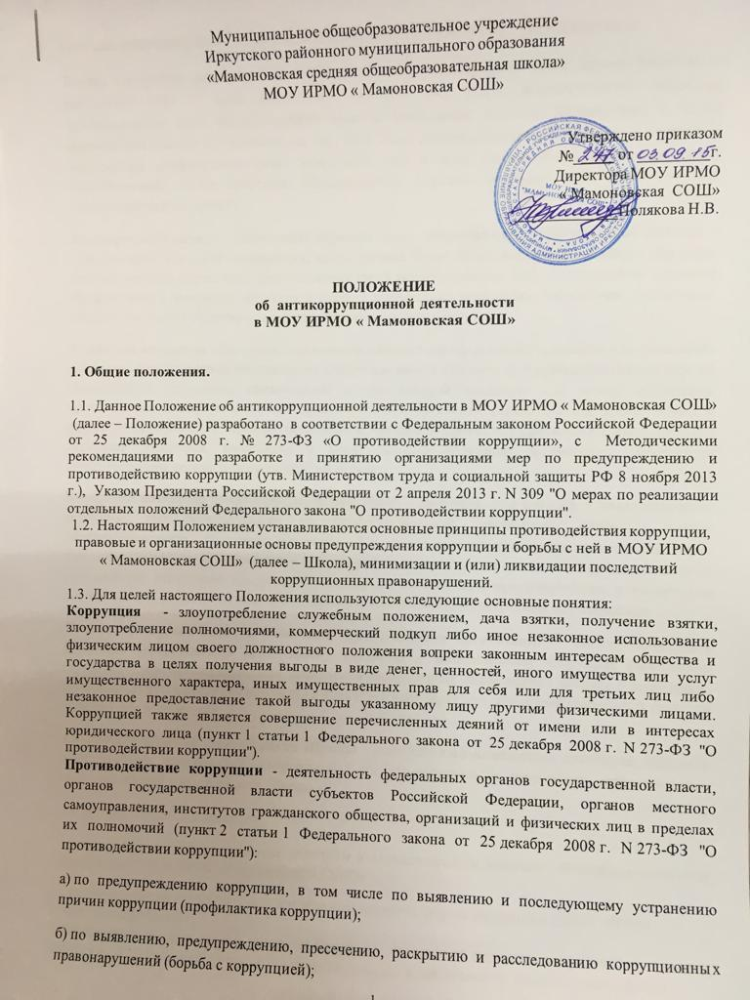 Муниципальное общеобразовательное учреждение
Иркутского районного муниципального образования
«Мамоновская средняя общеобразовательная школа»
МОУ ИРМО « Мамоновская СОШ»
Утверждено приказом
№ 247 от 03.09.15г.
Директора МОУ ИРМО
« Мамоновская СОШ»
Полякова Н.В.
МОУ ИРМО
"МАМОНОВСКАЯ СОШ"
ПОЛОЖЕНИЕ
об антикоррупционной деятельности
в МОУ ИРМО « Мамоновская СОШ»
1. Общие положения.
1.1. Данное Положение об антикоррупционной деятельности в МОУ ИРМО « Мамоновская СОШ»
(далее – Положение) разработано в соответствии с Федеральным законом Российской Федерации
от 25 декабря 2008 г. № 273-ФЗ «О противодействии коррупции», с Методическими
рекомендациями по разработке и принятию организациями мер по предупреждению и
противодействию коррупции (утв. Министерством труда и социальной защиты РФ 8 ноября 2013
г.), Указом Президента Российской Федерации от 2 апреля 2013 г. N 309 "О мерах по реализации
отдельных положений Федерального закона "О противодействии коррупции".
1.2. Настоящим Положением устанавливаются основные принципы противодействия коррупции,
правовые и организационные основы предупреждения коррупции и борьбы с ней в МОУ ИРМО
« Мамоновская СОШ» (далее – Школа), минимизации и (или) ликвидации последствий
коррупционных правонарушений.
1.3. Для целей настоящего Положения используются следующие основные понятия:
Коррупция - злоупотребление служебным положением, дача взятки, получение взятки,
злоупотребление полномочиями, коммерческий подкуп либо иное незаконное использование
физическим лицом своего должностного положения вопреки законным интересам общества и
государства в целях получения выгоды в виде денег, ценностей, иного имущества или услуг
имущественного характера, иных имущественных прав для себя или для третьих лиц либо
незаконное предоставление такой выгоды указанному лицу другими физическими лицами.
Коррупцией также является совершение перечисленных деяний от имени или в интересах
юридического лица (пункт 1 статьи 1 Федерального закона от 25 декабря 2008 г. N 273-ФЗ "О
противодействии коррупции").
Противодействие коррупции - деятельность федеральных органов государственной власти,
органов государственной власти субъектов Российской Федерации, органов местного
самоуправления, институтов гражданского общества, организаций и физических лиц в пределах
их полномочий (пункт 2 статьи 1 Федерального закона от 25 декабря 2008 г. N 273-ФЗ "О
противодействии коррупции"):
а) по предупреждению коррупции, в том числе по выявлению и последующему устранению
причин коррупции (профилактика коррупции);
б) по выявлению, предупреждению, пресечению, раскрытию и расследованию коррупционных
правонарушений (борьба с коррупцией);